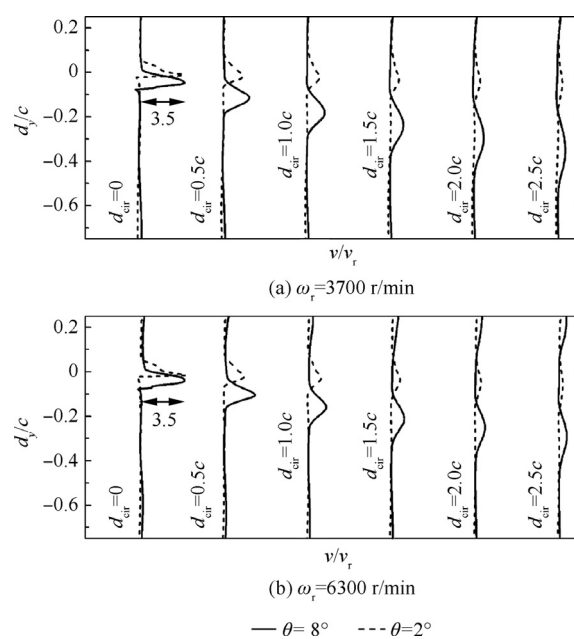 0.2
0
-0.2
-0.4
-0.6
d_y/c
3.5
d_cir=0
d_cir=0.5c
d_cir=1.0c
d_cir=1.5c
d_cir=2.0c
d_cir=2.5c
v/v_r
(a) ω_r=3700 r/min
0.2
0
-0.2
-0.4
-0.6
d_y/c
3.5
d_cir=0
d_cir=0.5c
d_cir=1.0c
d_cir=1.5c
d_cir=2.0c
d_cir=2.5c
v/v_r
(b) ω_r=6300 r/min
θ= 8° θ=2°